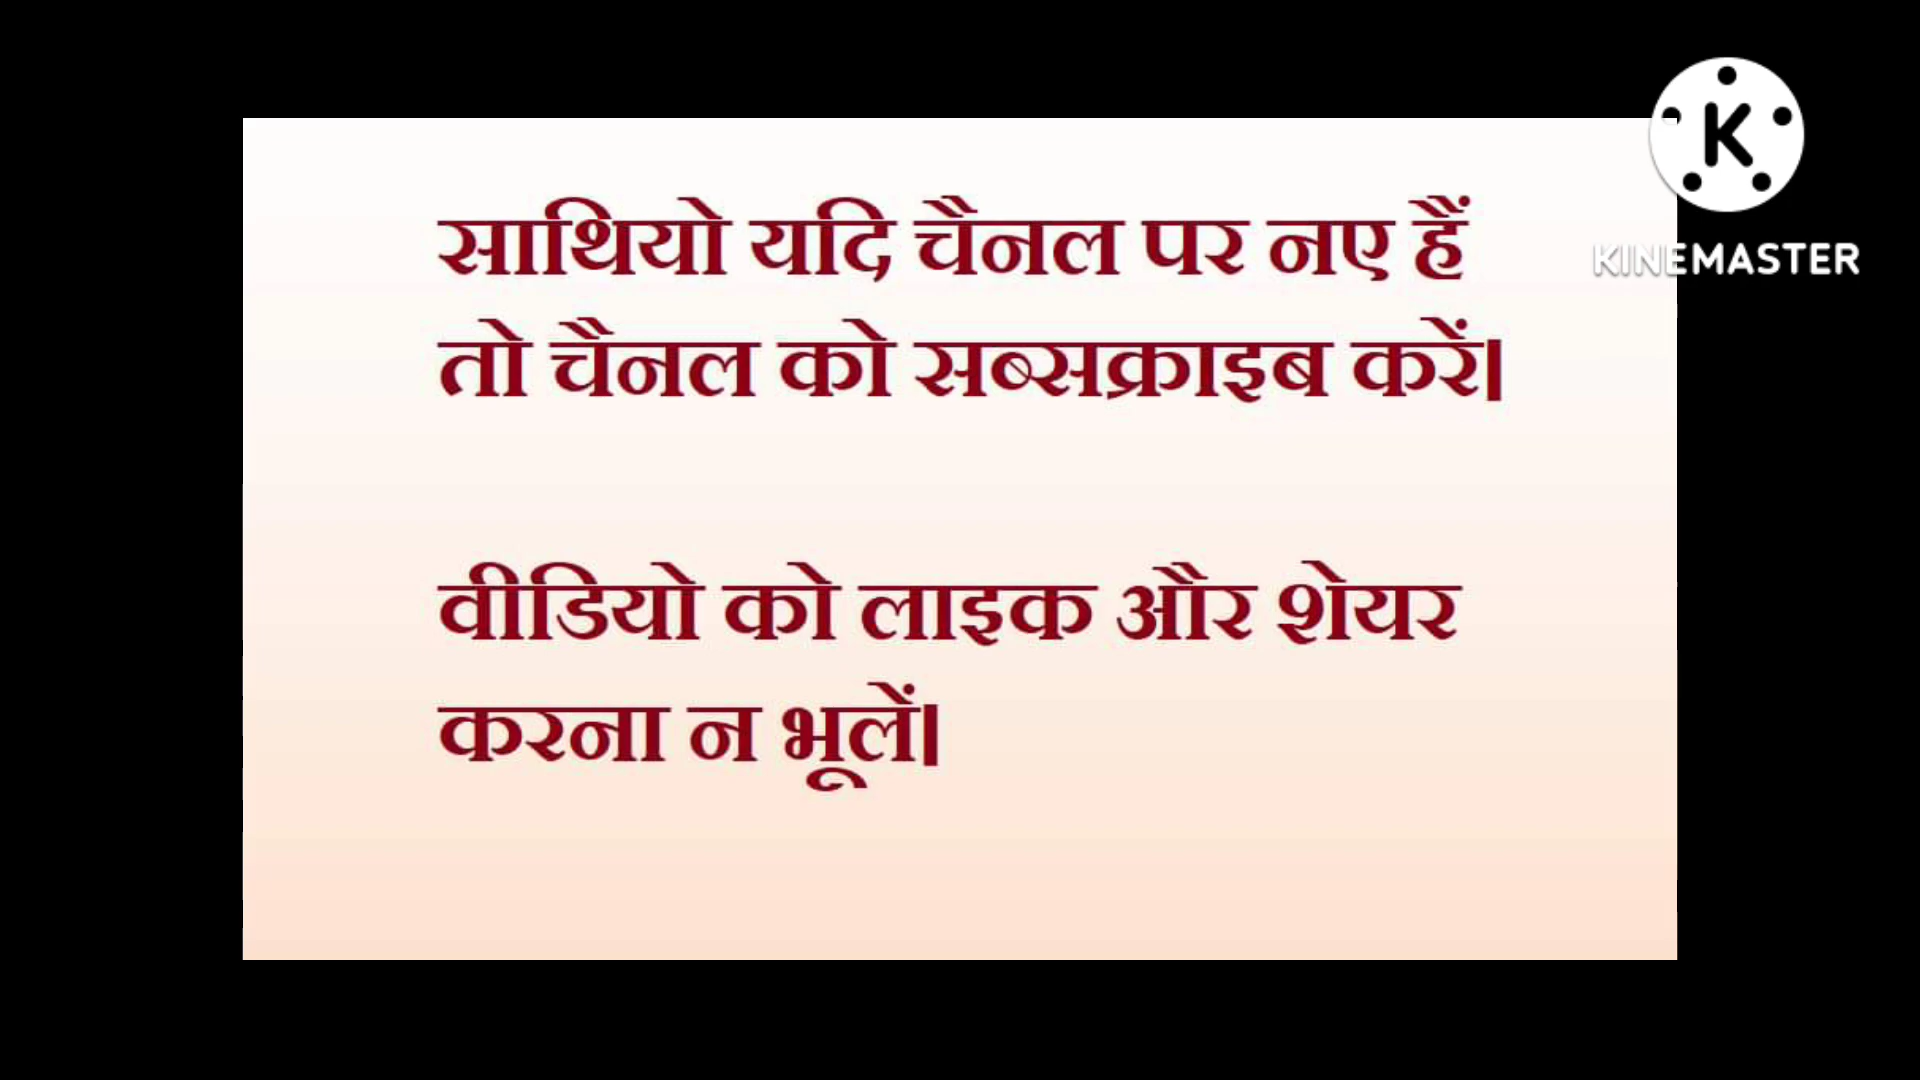 साथियो यदि चैनल पर नए हैं
तो चैनल को सब्सक्राइब करें।
वीडियो को लाइक और शेयर
करना न भूलें।
K
KINEMASTER